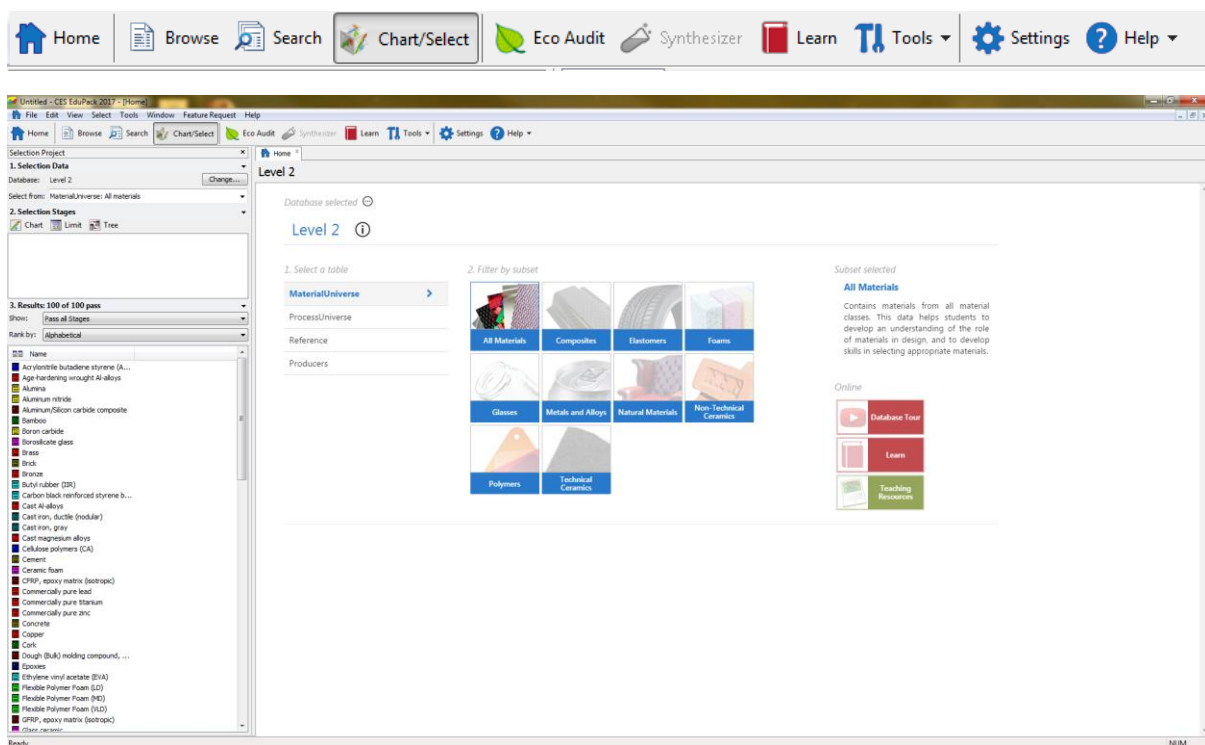 Home Browse Search Chart/Select Eco Audit Synthesizer Learn Tools Settings Help
Untitled - CES EduPack 2017 - [Home]
File Edit View Select Tools Window Feature Request Help
Home Browse Search Chart/Select Eco Audit Synthesizer Learn Tools Settings Help
Selection Project
1. Selection Data
Database: Level 2 Change...
Select from: MaterialUniverse: All materials
2. Selection Stages
Chart Limit Tree
3. Results: 100 of 100 pass
Show: Pass all Stages
Rank by: Alphabetical
Name
Acrylonitrile butadiene styrene (A...
Age-hardening wrought Al-alloys
Alumina
Aluminum nitride
Aluminum/Silicon carbide composite
Bamboo
Boron carbide
Borosilicate glass
Brass
Brick
Bronze
Butyl rubber (IIR)
Carbon black reinforced styrene b...
Cast Al-alloys
Cast iron, ductile (nodular)
Cast iron, gray
Cast magnesium alloys
Cellulose polymers (CA)
Cement
Ceramic foam
CFRP, epoxy matrix (isotropic)
Commercially pure lead
Commercially pure titanium
Commercially pure zinc
Concrete
Copper
Cork
Dough (Bulk) molding compound, ...
Epoxies
Ethylene vinyl acetate (EVA)
Flexible Polymer Foam (LD)
Flexible Polymer Foam (MD)
Flexible Polymer Foam (VLD)
GFRP, epoxy matrix (isotropic)
Glass ceramic
Ready
Home
Level 2
Database selected
Level 2
1. Select a table
MaterialUniverse
ProcessUniverse
Reference
Producers
2. Filter by subset
All Materials Composites Elastomers Foams
Glasses Metals and Alloys Natural Materials Non-Technical Ceramics
Polymers Technical Ceramics
Subset selected
All Materials
Contains materials from all material
classes. This data helps students to
develop an understanding of the role
of materials in design, and to develop
skills in selecting appropriate materials.
Online
Database Tour
Learn
Teaching
Resources
NUM